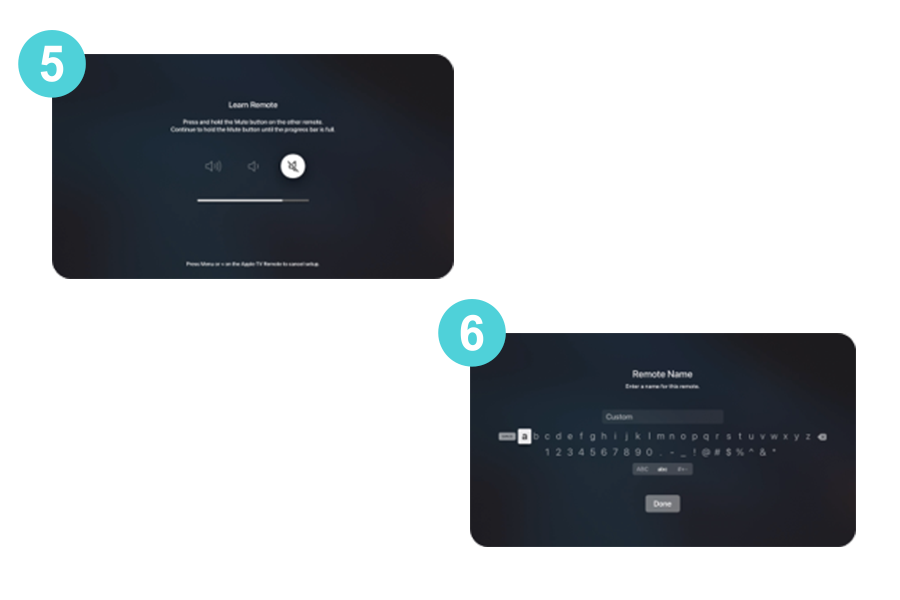 5
Learn Remote
Press and hold the Mute button on the other remote.
Continue to hold the Mute button until the progress bar is full.
Press Menu or < on the Apple TV Remote to cancel setup.
6
Remote Name
Enter a name for this remote.
Custom
a b c d e f g h i j k l m n o p q r s t u v w x y z
1 2 3 4 5 6 7 8 9 0 . - _ ! @ # $ % ^ & *
ABC abc #+-
Done